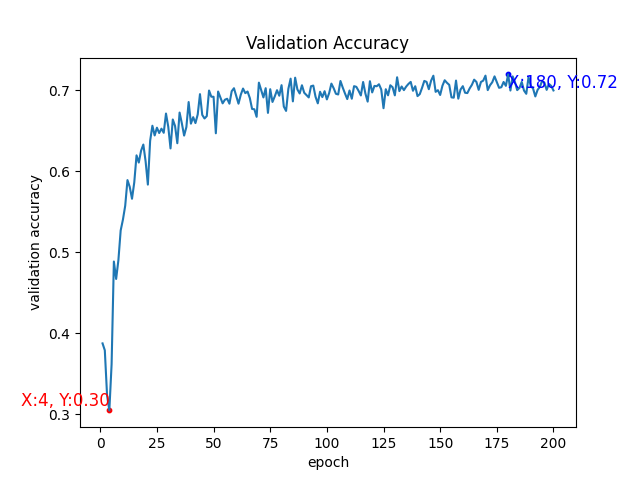 Validation Accuracy
validation accuracy
0.7
0.6
0.5
0.4
0.3
X:180, Y:0.72
X:4, Y:0.30
0 25 50 75 100 125 150 175 200
epoch